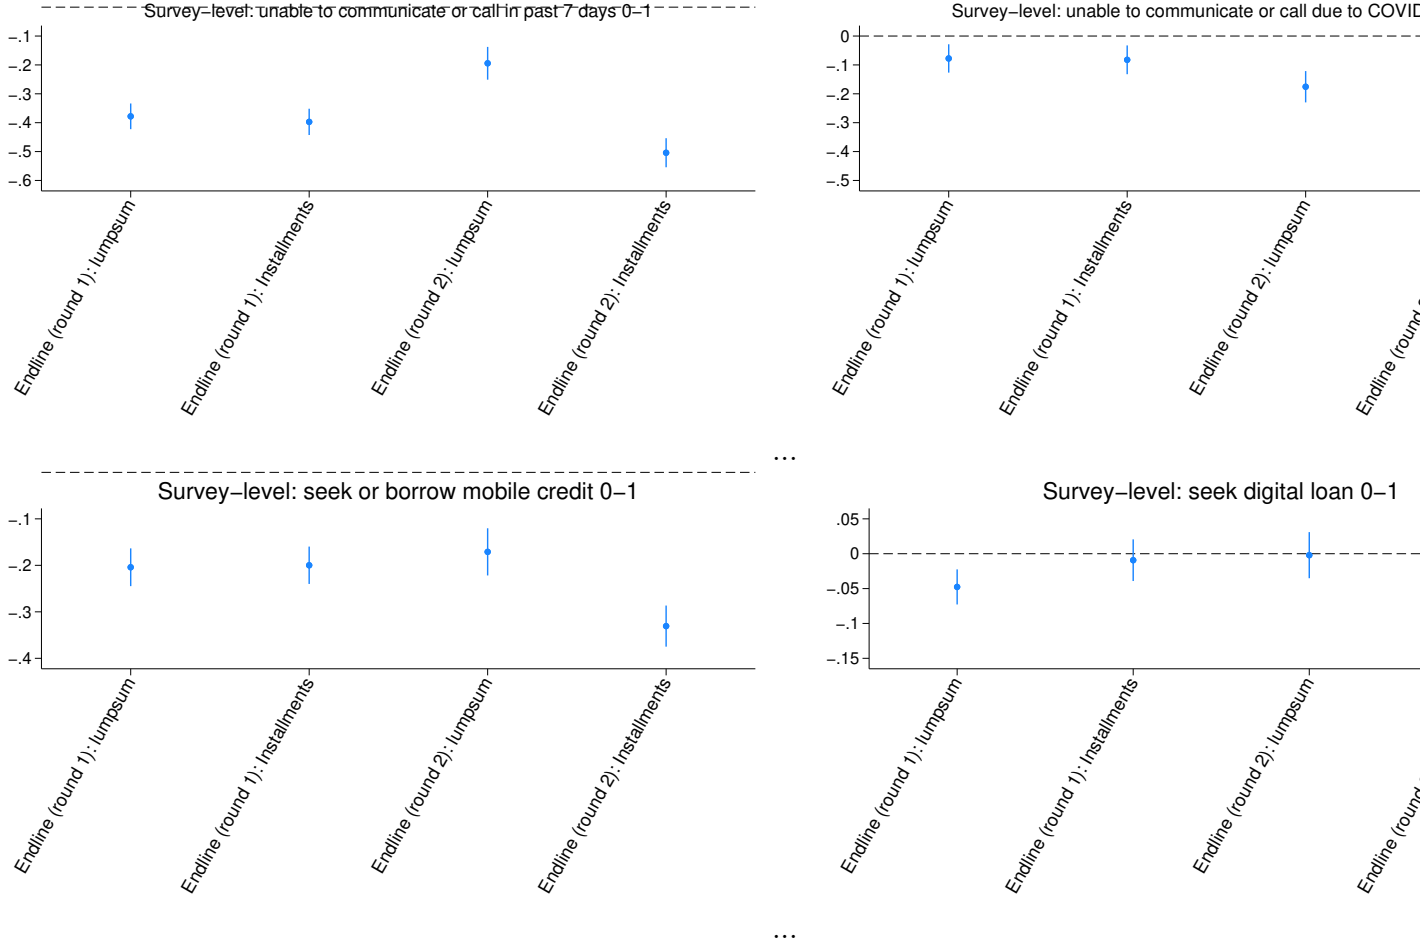 Survey−level: unable to communicate or call in past 7 days 0−1
−.1
−.2
−.3
−.4
−.5
−.6
Endline (round 1): lumpsum
Endline (round 1): Installments
Endline (round 2): lumpsum
Endline (round 2): Installments
Survey−level: unable to communicate or call due to COVID
0
−.1
−.2
−.3
−.4
−.5
Endline (round 1): lumpsum
Endline (round 1): Installments
Endline (round 2): lumpsum
Endline (round
...
Survey−level: seek or borrow mobile credit 0−1
−.1
−.2
−.3
−.4
Endline (round 1): lumpsum
Endline (round 1): Installments
Endline (round 2): lumpsum
Endline (round 2): Installments
Survey−level: seek digital loan 0−1
.05
0
−.05
−.1
−.15
Endline (round 1): lumpsum
Endline (round 1): Installments
Endline (round 2): lumpsum
Endline (round
...